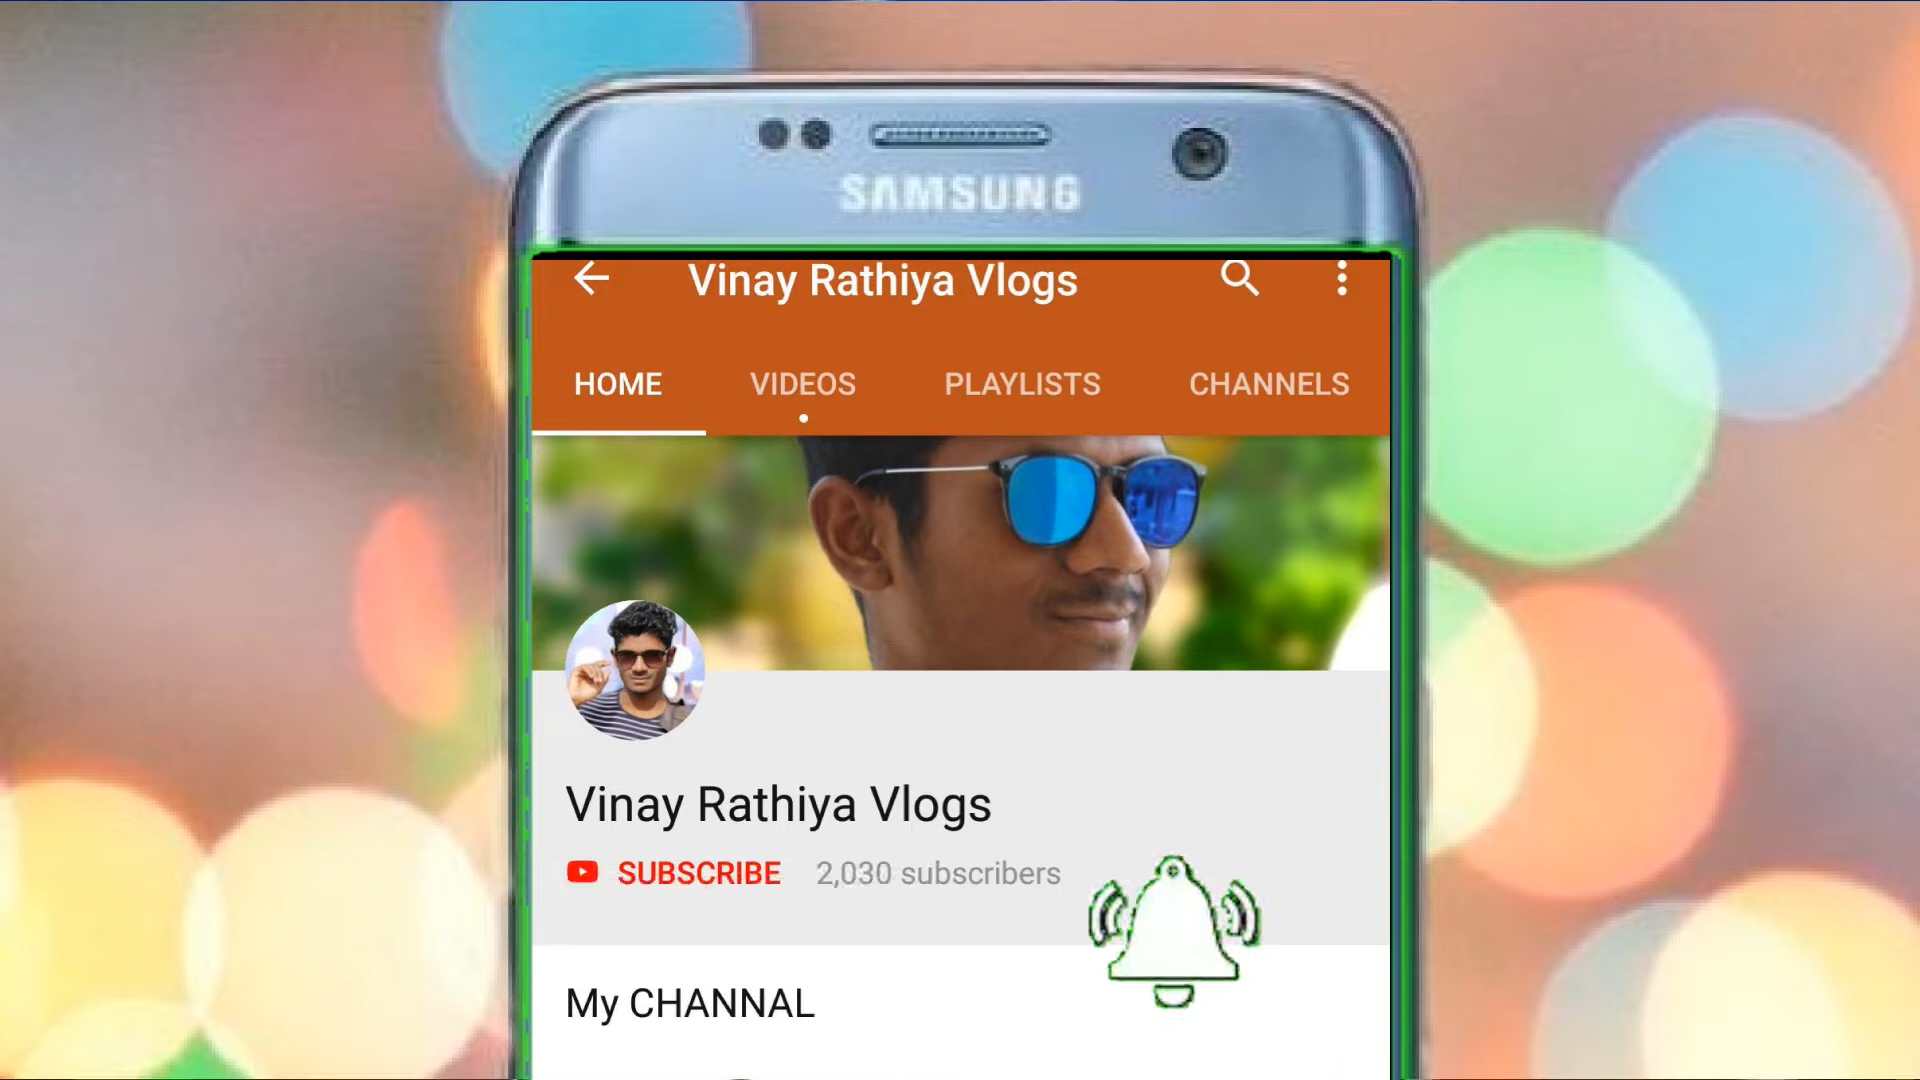 SAMSUNG
Vinay Rathiya Vlogs
HOME VIDEOS PLAYLISTS CHANNELS
Vinay Rathiya Vlogs
SUBSCRIBE 2,030 subscribers
My CHANNAL